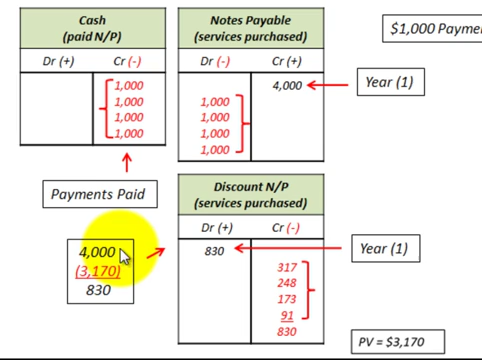 Cash
(paid N/P)
Dr (+) Cr (-)
1,000
1,000
1,000
1,000
Payments Paid
4,000
(3,170)
830
Notes Payable
(services purchased)
Dr (-) Cr (+)
4,000
1,000
1,000
1,000
1,000
Year (1)
Discount N/P
(services purchased)
Dr (+) Cr (-)
830
317
248
173
91
830
Year (1)
$1,000
PV = $3,170